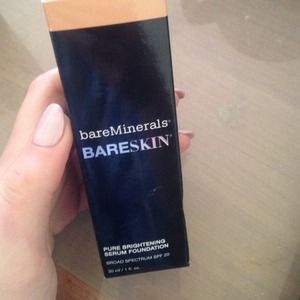 bareMinerals®
BARESKIN®
PURE BRIGHTENING
SERUM FOUNDATION
BROAD SPECTRUM SPF 20
30 ml / 1 fl. oz.